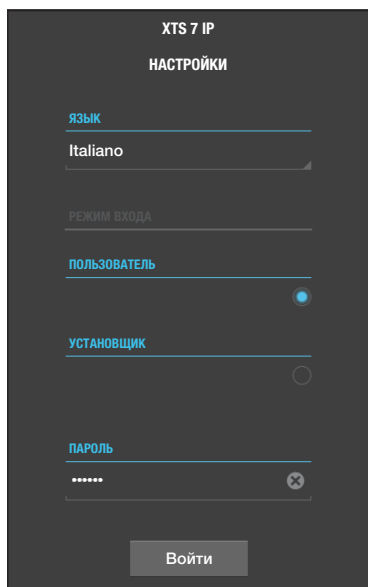 XTS 7 IP
НАСТРОЙКИ
ЯЗЫК
Italiano
РЕЖИМ ВХОДА
ПОЛЬЗОВАТЕЛЬ
УСТАНОВЩИК
ПАРОЛЬ
••••••
Войти